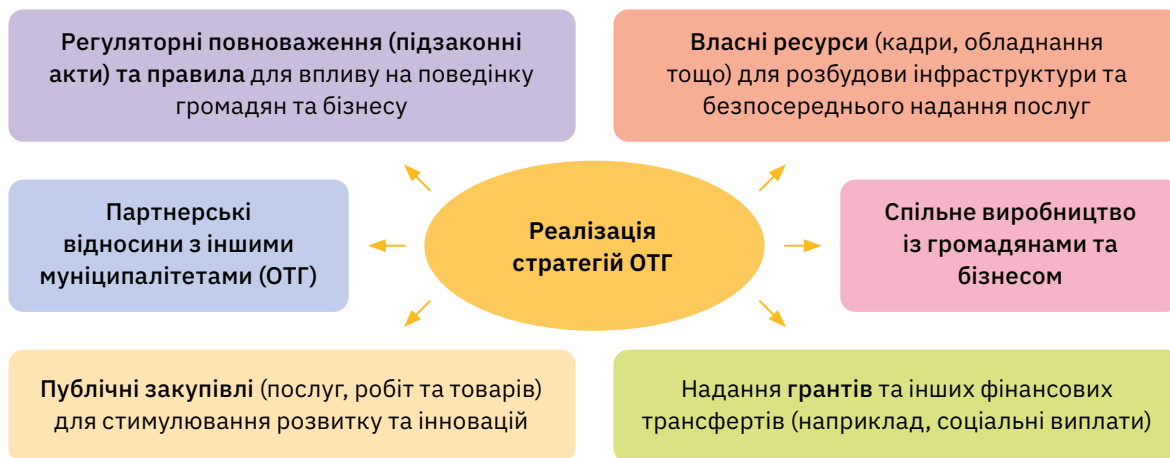 Регуляторні повноваження (підзаконні
акти) та правила для впливу на поведінку
громадян та бізнесу
Власні ресурси (кадри, обладнання
тощо) для розбудови інфраструктури та
безпосереднього надання послуг
Партнерські
відносини з іншими
муніципалітетами (ОТГ)
Реалізація
стратегій ОТГ
Спільне виробництво
із громадянами та
бізнесом
Публічні закупівлі (послуг, робіт та товарів)
для стимулювання розвитку та інновацій
Надання грантів та інших фінансових
трансфертів (наприклад, соціальні виплати)